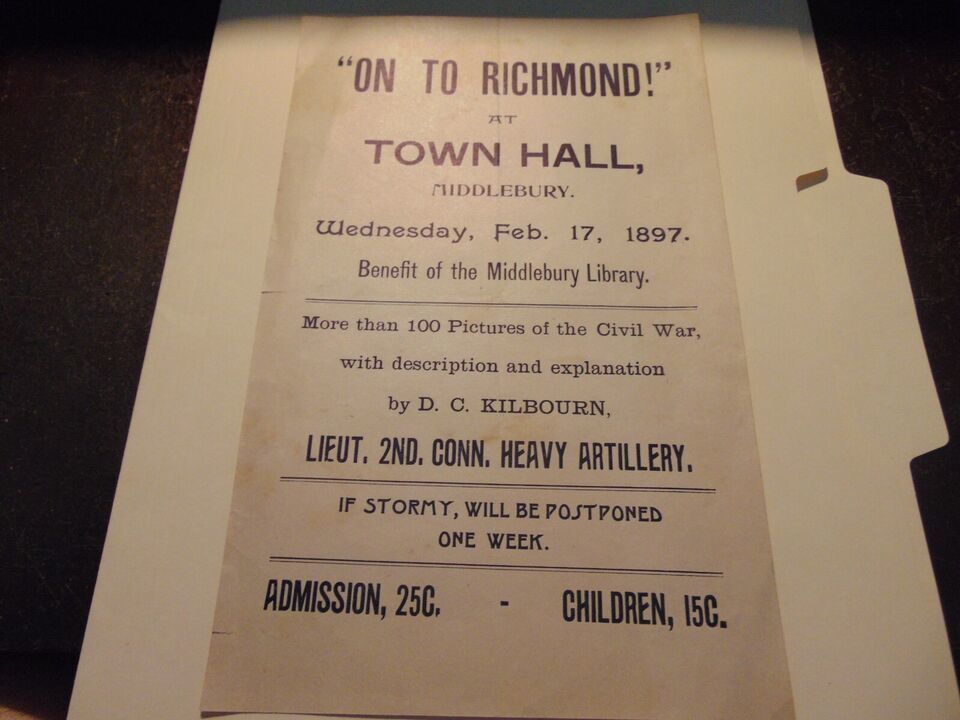 "ON TO RICHMOND!"
AT
TOWN HALL,
MIDDLEBURY.
Wednesday, Feb. 17, 1897.
Benefit of the Middlebury Library.
More than 100 Pictures of the Civil War,
with description and explanation
by D. C. KILBOURN,
LIEUT. 2ND. CONN. HEAVY ARTILLERY.
IF STORMY, WILL BE POSTPONED
ONE WEEK.
ADMISSION, 25C. - CHILDREN, 15C.